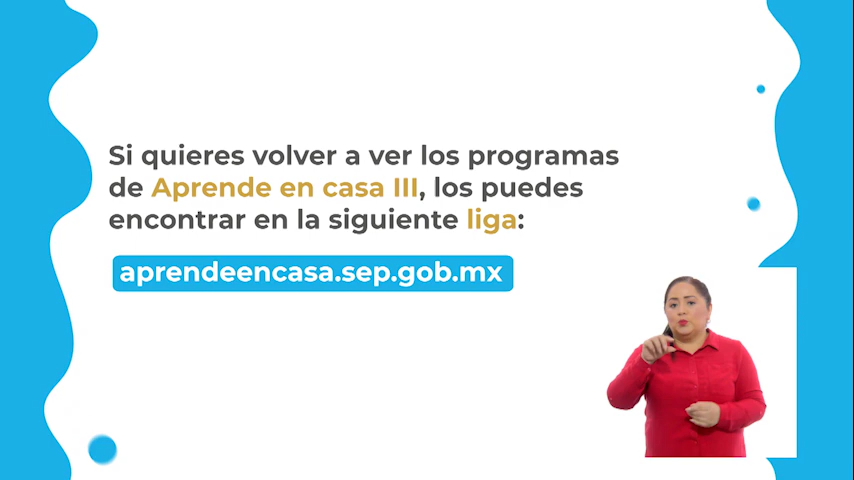 Si quieres volver a ver los programas
de Aprende en casa III, los puedes
encontrar en la siguiente liga:
aprendeencasa.sep.gob.mx